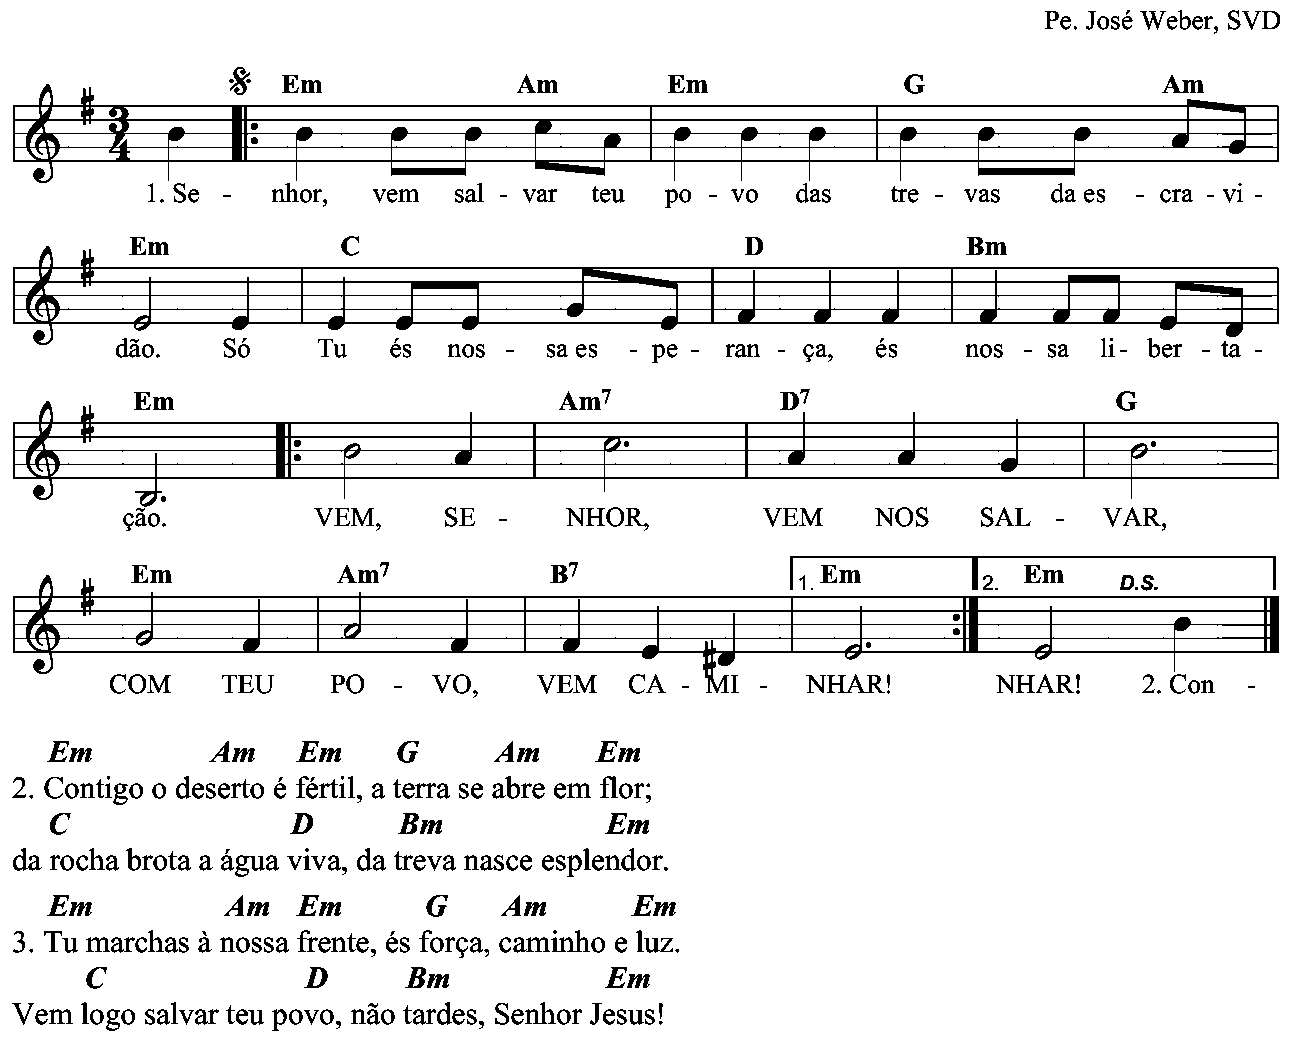 Pe. José Weber, SVD
Em Am Em G Am
3
4
1. Se - nhor, vem sal - var teu po - vo das tre - vas da es - cra - vi -
Em C D Bm
dão. Só Tu és nos - sa es - pe - ran - ça, és nos - sa li - ber - ta -
Em Am7 D7 G
ção. VEM, SE - NHOR, VEM NOS SAL - VAR,
Em Am7 B7 1. Em 2. Em D.S.
COM TEU PO - VO, VEM CA - MI - NHAR! NHAR! 2. Con -
Em Am Em G Am Em
2. Contigo o deserto é fértil, a terra se abre em flor;
C D Bm Em
da rocha brota a água viva, da treva nasce esplendor.
Em Am Em G Am Em
3. Tu marchas à nossa frente, és força, caminho e luz.
C D Bm Em
Vem logo salvar teu povo, não tardes, Senhor Jesus!